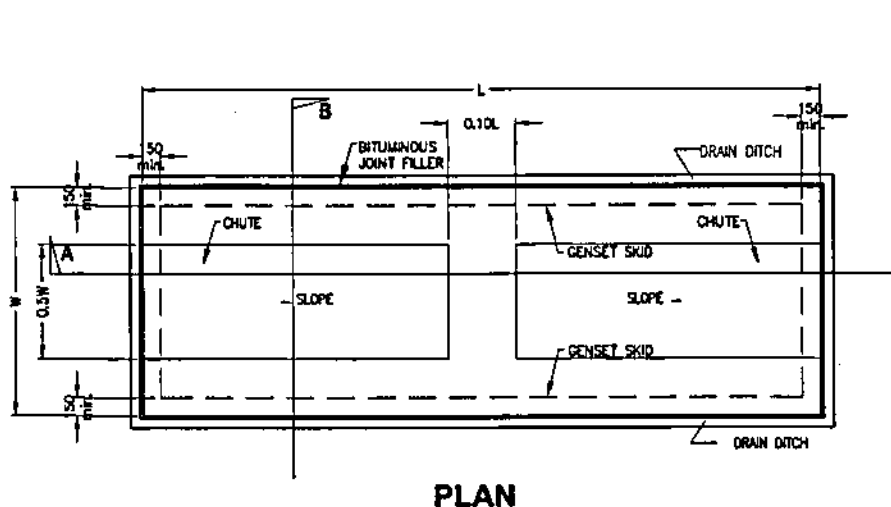 L
B
0.10L
150
min.
BITUMINOUS
JOINT FILLER
50
min.
DRAIN DITCH
150
min.
CHUTE
CHUTE
GENSET SKID
A
W
0.5W
SLOPE
SLOPE
GENSET SKID
150
min.
DRAIN DITCH
PLAN